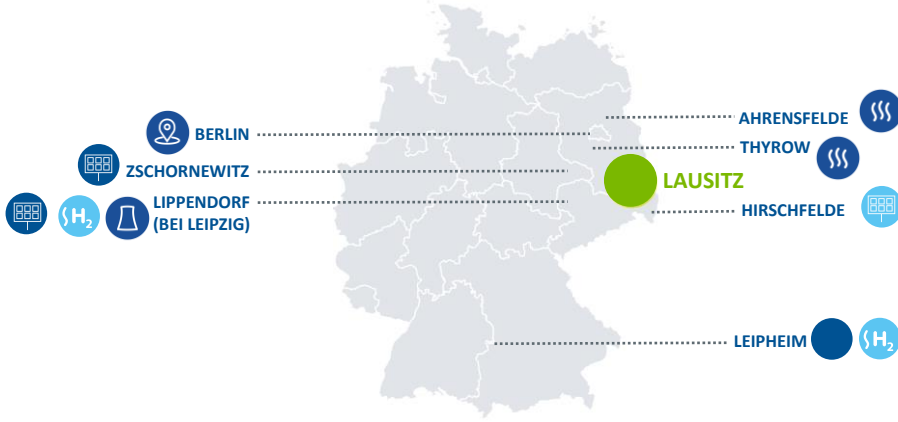 BERLIN
ZSCHORNEWITZ
H₂
LIPPENDORF
(BEI LEIPZIG)
AHRENSFELDE
THYROW
LAUSITZ
HIRSCHFELDE
LEIPHEIM
H₂